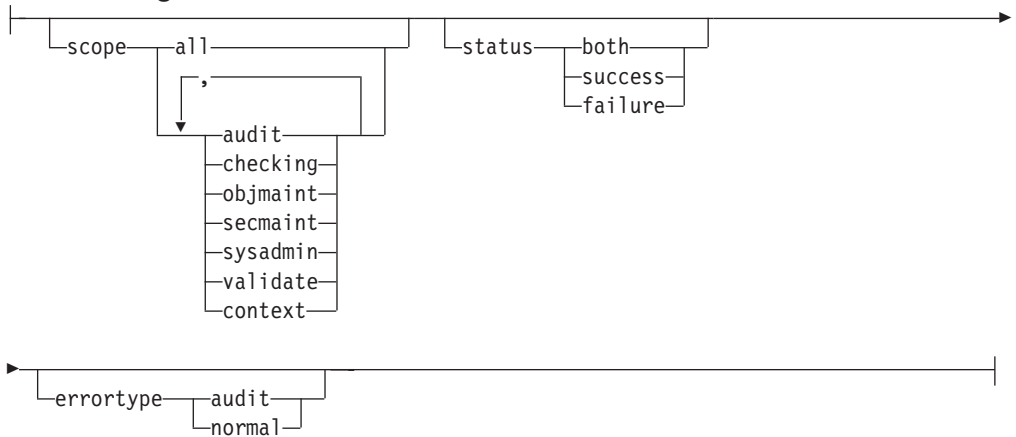 scope all status both
, success
failure
audit
checking
objmaint
secmaint
sysadmin
validate
context
errortype audit
normal